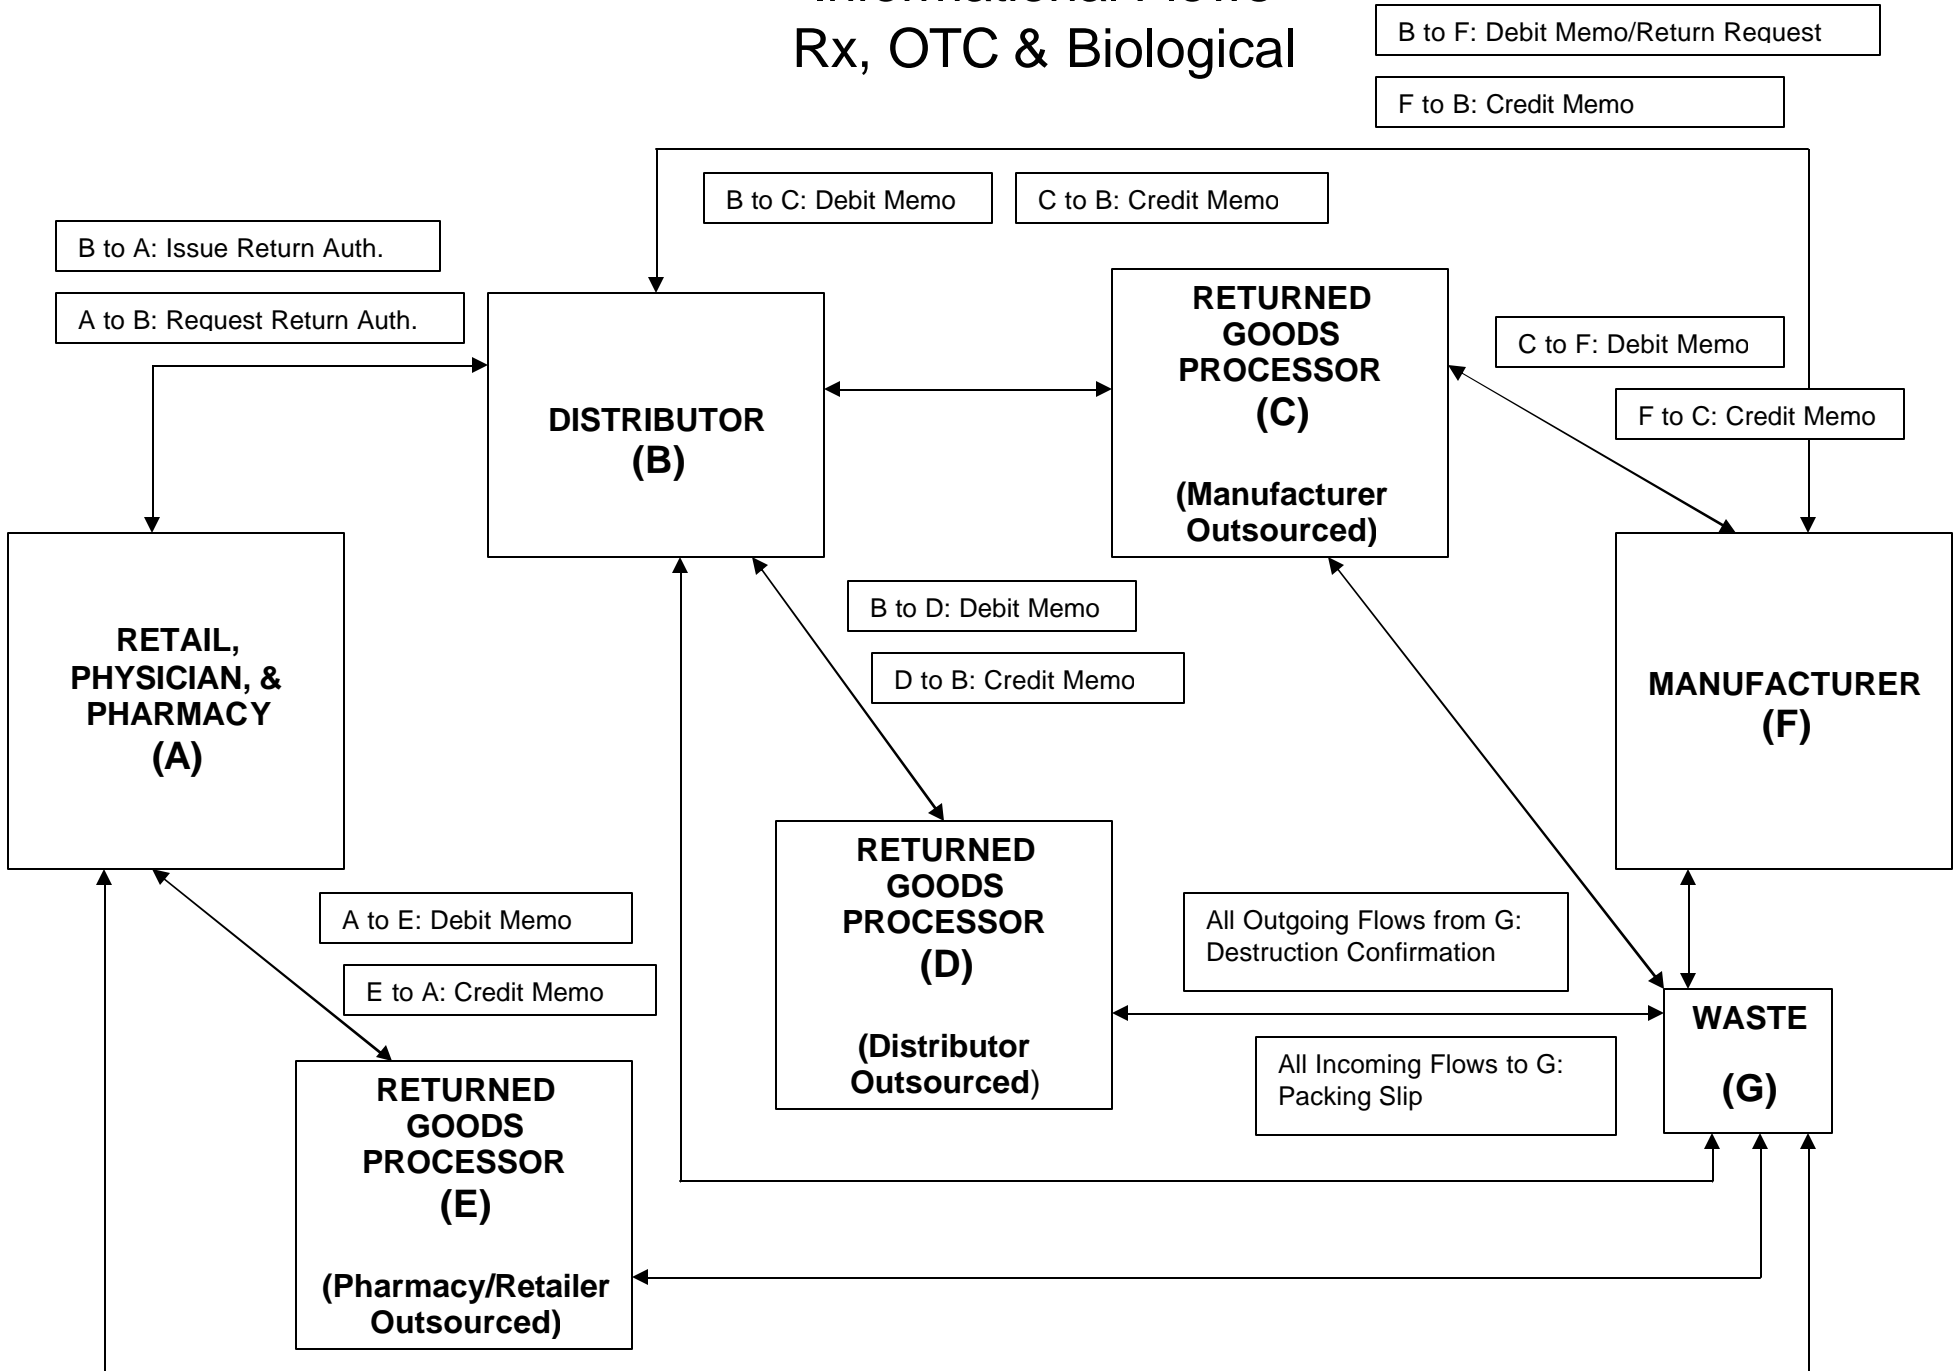 Informational Flows
Rx, OTC & Biological
B to F: Debit Memo/Return Request
F to B: Credit Memo
B to C: Debit Memo
C to B: Credit Memo
B to A: Issue Return Auth.
A to B: Request Return Auth.
DISTRIBUTOR
(B)
RETURNED
GOODS
PROCESSOR
(C)
(Manufacturer
Outsourced)
C to F: Debit Memo
F to C: Credit Memo
RETAIL,
PHYSICIAN, &
PHARMACY
(A)
B to D: Debit Memo
D to B: Credit Memo
MANUFACTURER
(F)
RETURNED
GOODS
PROCESSOR
(D)
(Distributor
Outsourced)
A to E: Debit Memo
E to A: Credit Memo
All Outgoing Flows from G:
Destruction Confirmation
All Incoming Flows to G:
Packing Slip
WASTE
(G)
RETURNED
GOODS
PROCESSOR
(E)
(Pharmacy/Retailer
Outsourced)